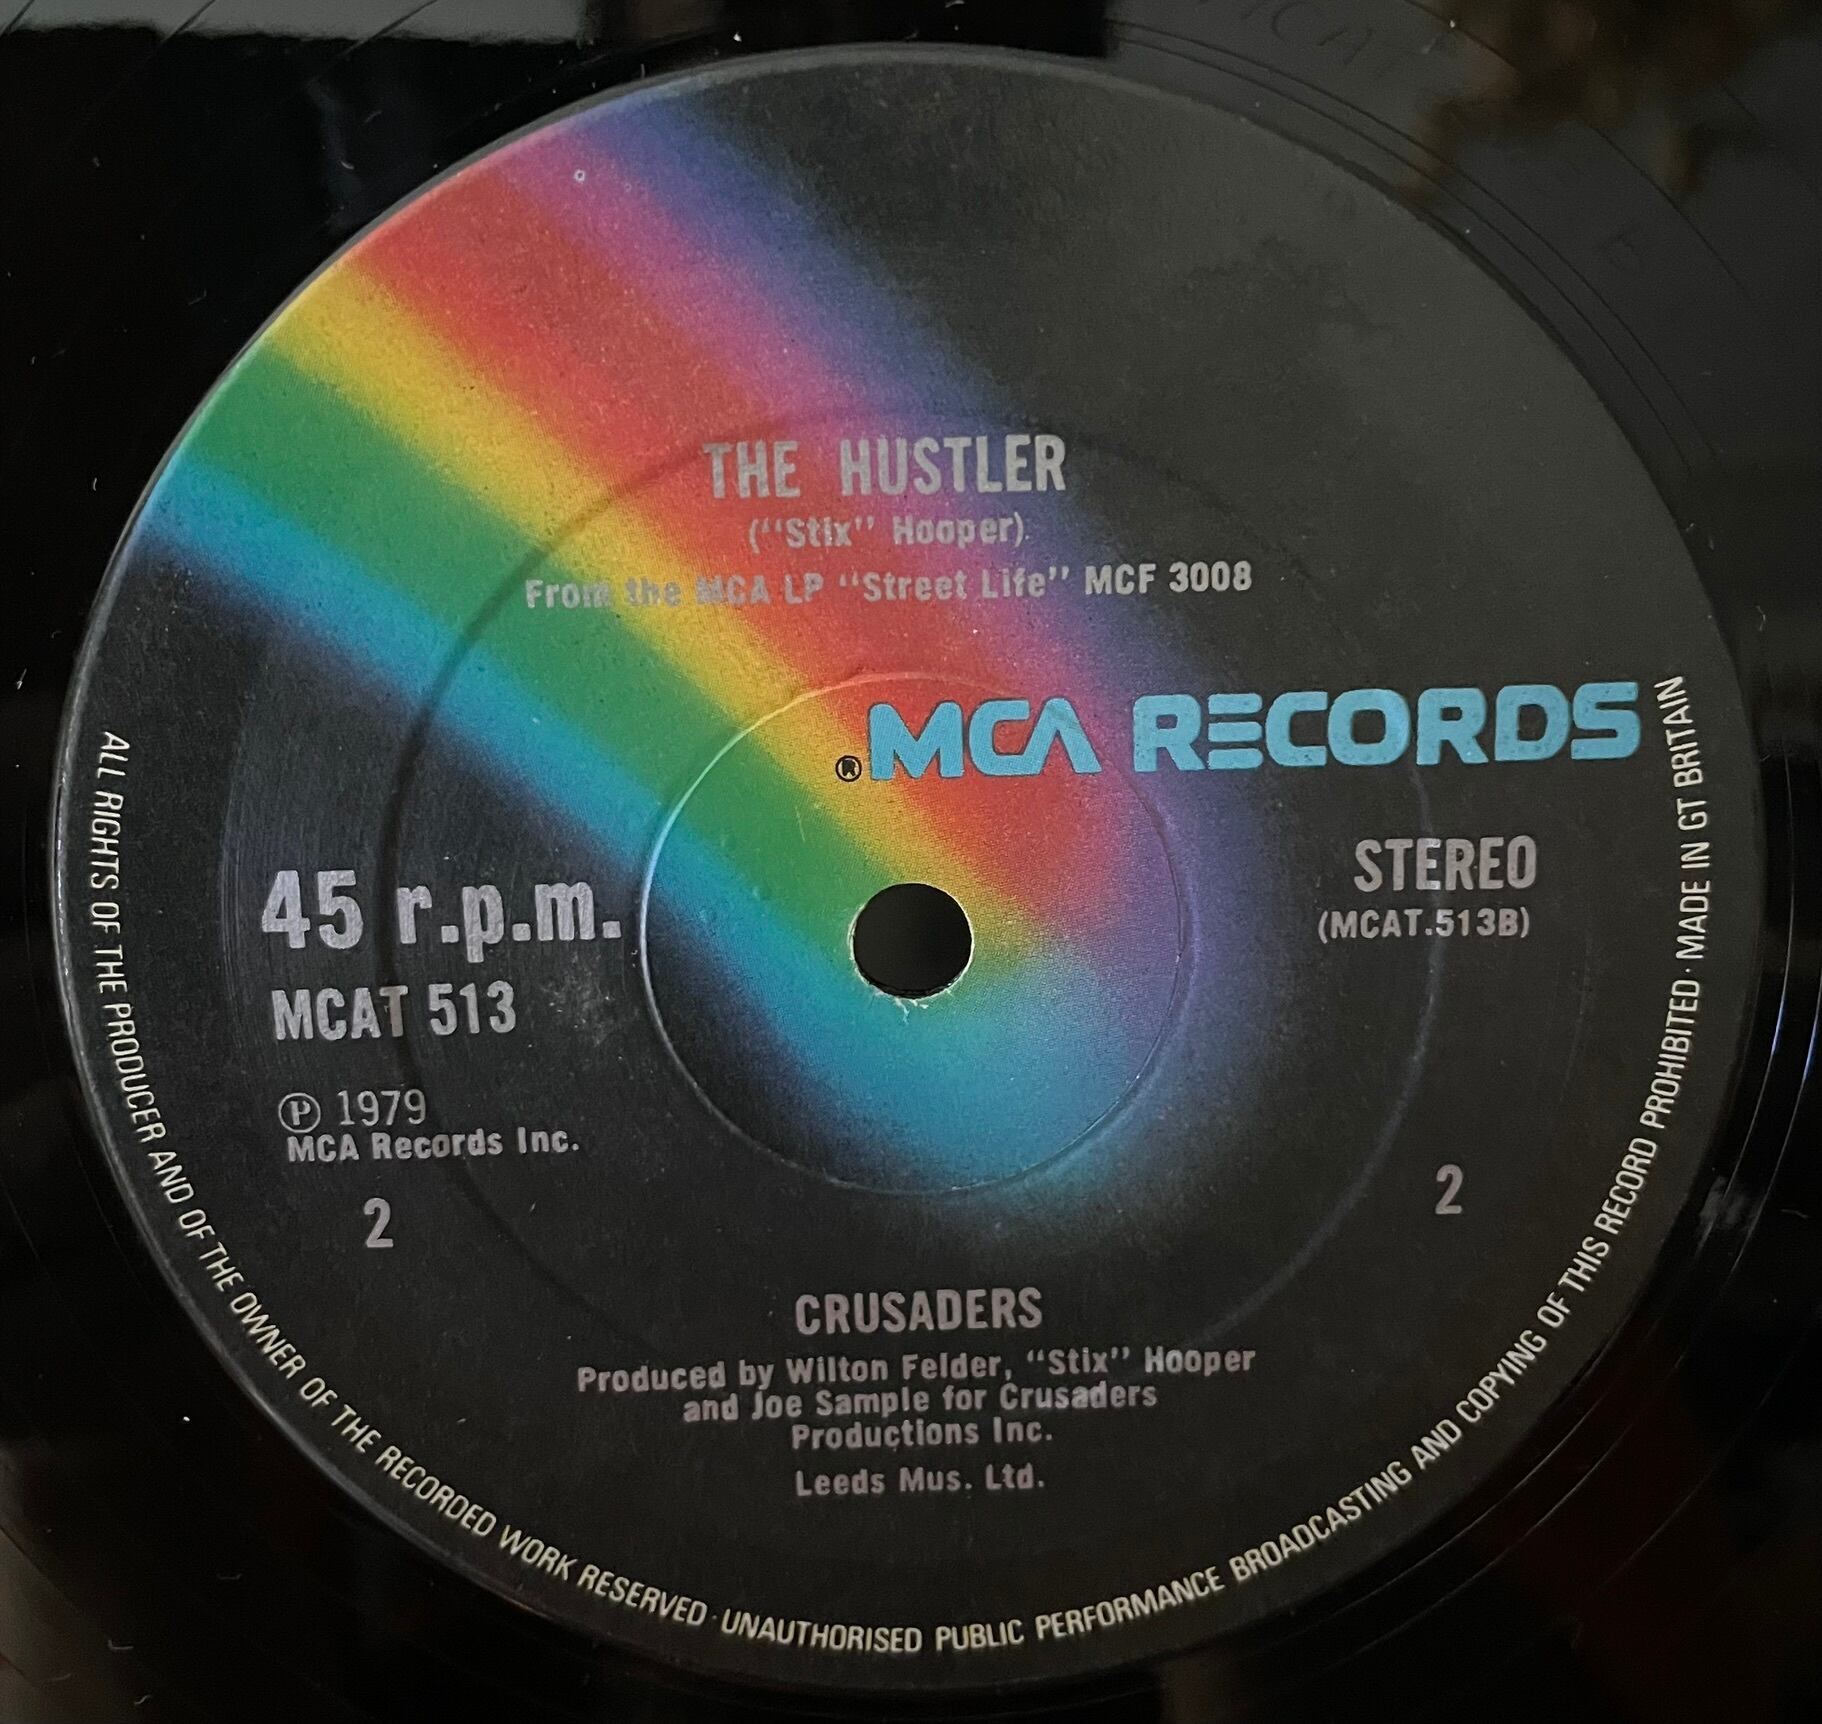 THE HUSTLER
("Stix" Hooper)
From the MCA LP "Street Life" MCF 3008
®MCA RECORDS
45 r.p.m.
MCAT 513
STEREO
(MCAT.513B)
℗ 1979
MCA Records Inc.
2
2
CRUSADERS
Produced by Wilton Felder, "Stix" Hooper
and Joe Sample for Crusaders
Productions Inc.
Leeds Mus. Ltd.
ALL RIGHTS OF THE PRODUCER AND OF THE OWNER OF THE RECORDED WORK RESERVED · UNAUTHORISED PUBLIC PERFORMANCE BROADCASTING AND COPYING OF THIS RECORD PROHIBITED · MADE IN GT BRITAIN